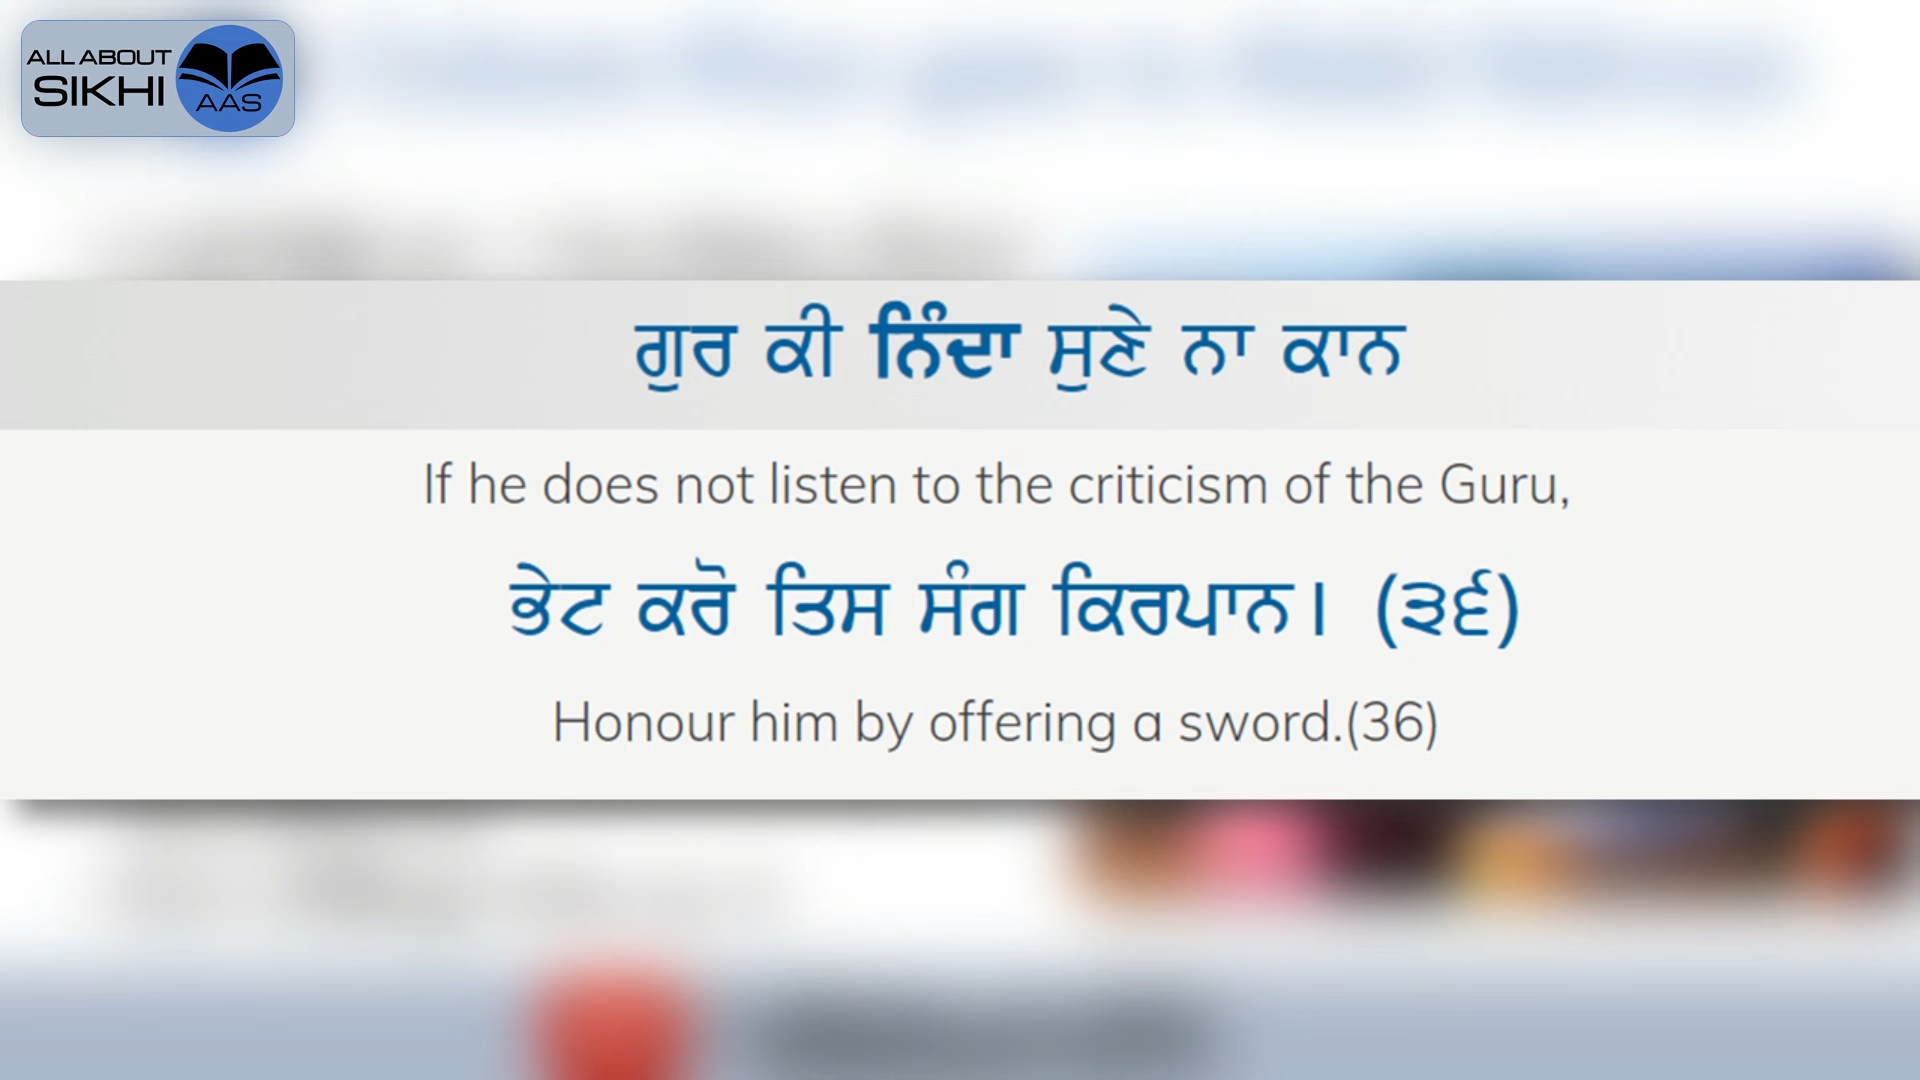 ALL ABOUT
SIKHI
AAS
ਗੁਰ ਕੀ ਨਿੰਦਾ ਸੁਣੇ ਨਾ ਕਾਨ
If he does not listen to the criticism of the Guru,
ਭੇਟ ਕਰੋ ਤਿਸ ਸੰਗ ਕਿਰਪਾਨ। (੩੬)
Honour him by offering a sword.(36)